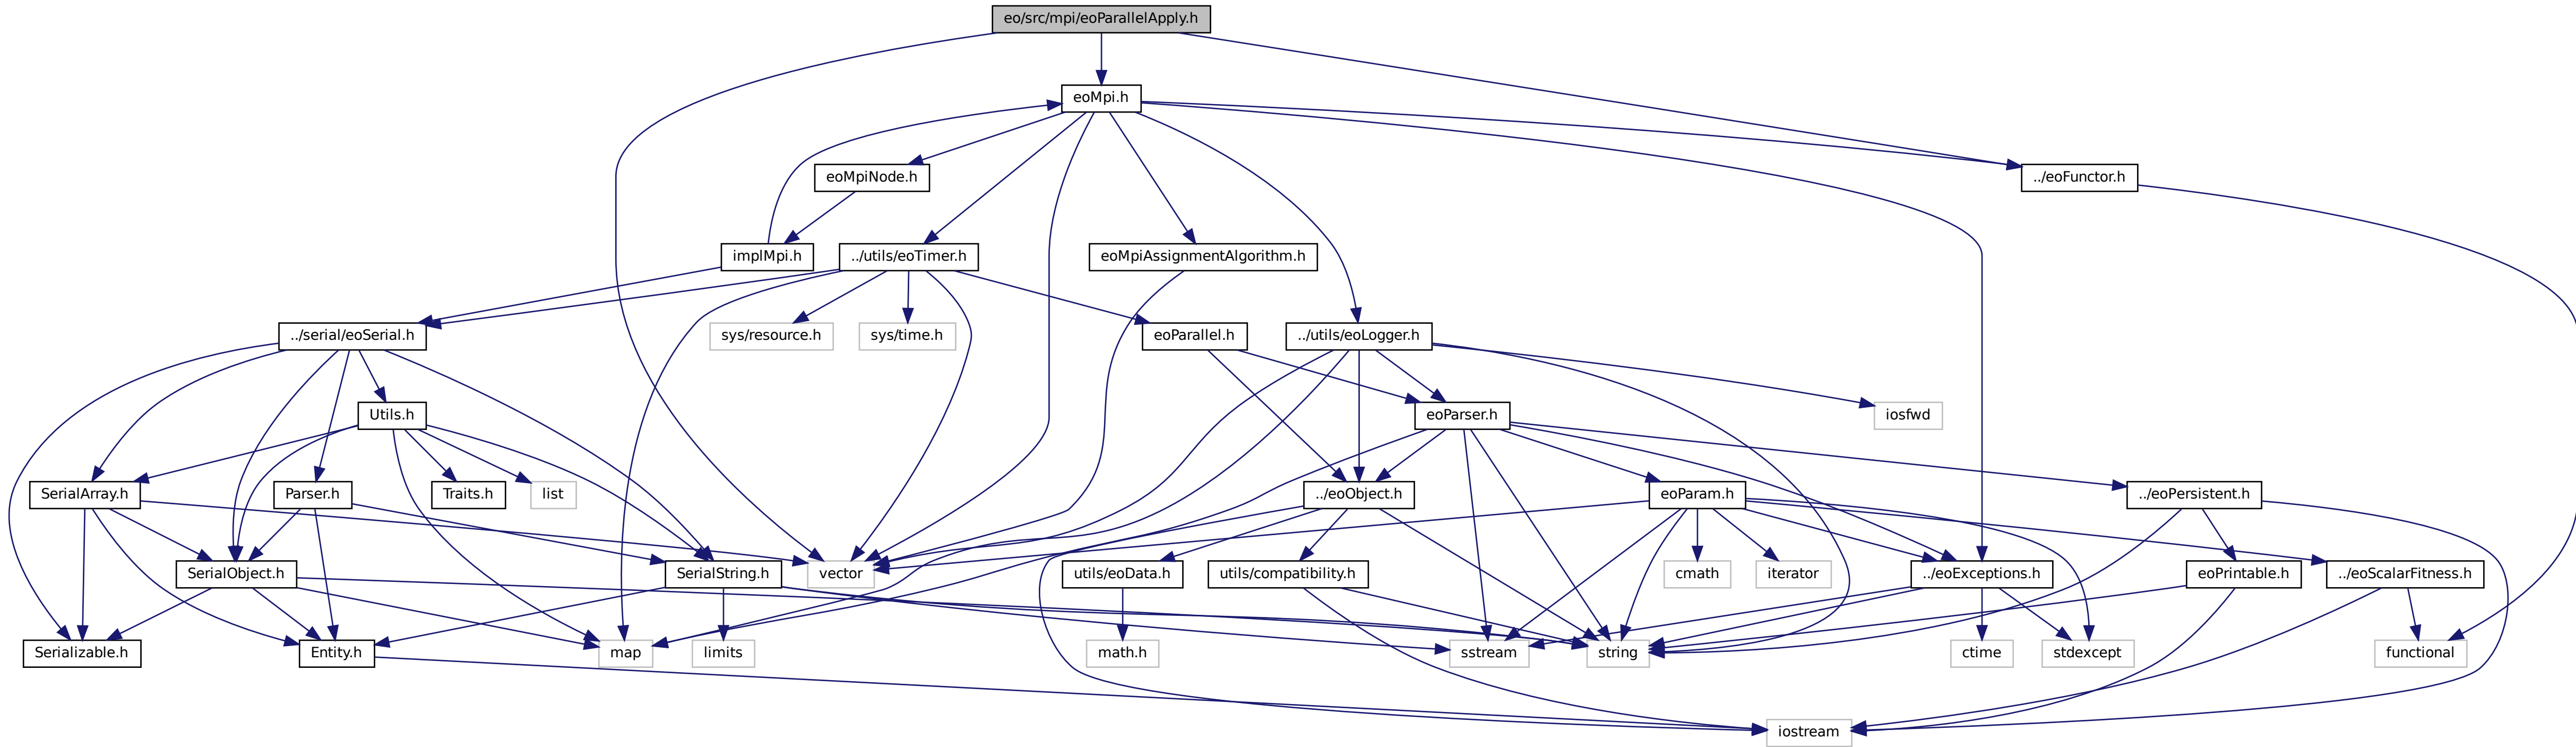 eo/src/mpi/eoParallelApply.h
eoMpi.h
eoMpiNode.h
../eoFunctor.h
implMpi.h
../utils/eoTimer.h
eoMpiAssignmentAlgorithm.h
../serial/eoSerial.h
sys/resource.h
sys/time.h
eoParallel.h
../utils/eoLogger.h
Utils.h
eoParser.h
iosfwd
SerialArray.h
Parser.h
Traits.h
list
../eoObject.h
eoParam.h
../eoPersistent.h
SerialObject.h
SerialString.h
vector
utils/eoData.h
utils/compatibility.h
cmath
iterator
../eoExceptions.h
eoPrintable.h
../eoScalarFitness.h
Serializable.h
Entity.h
map
limits
math.h
sstream
string
ctime
stdexcept
functional
iostream